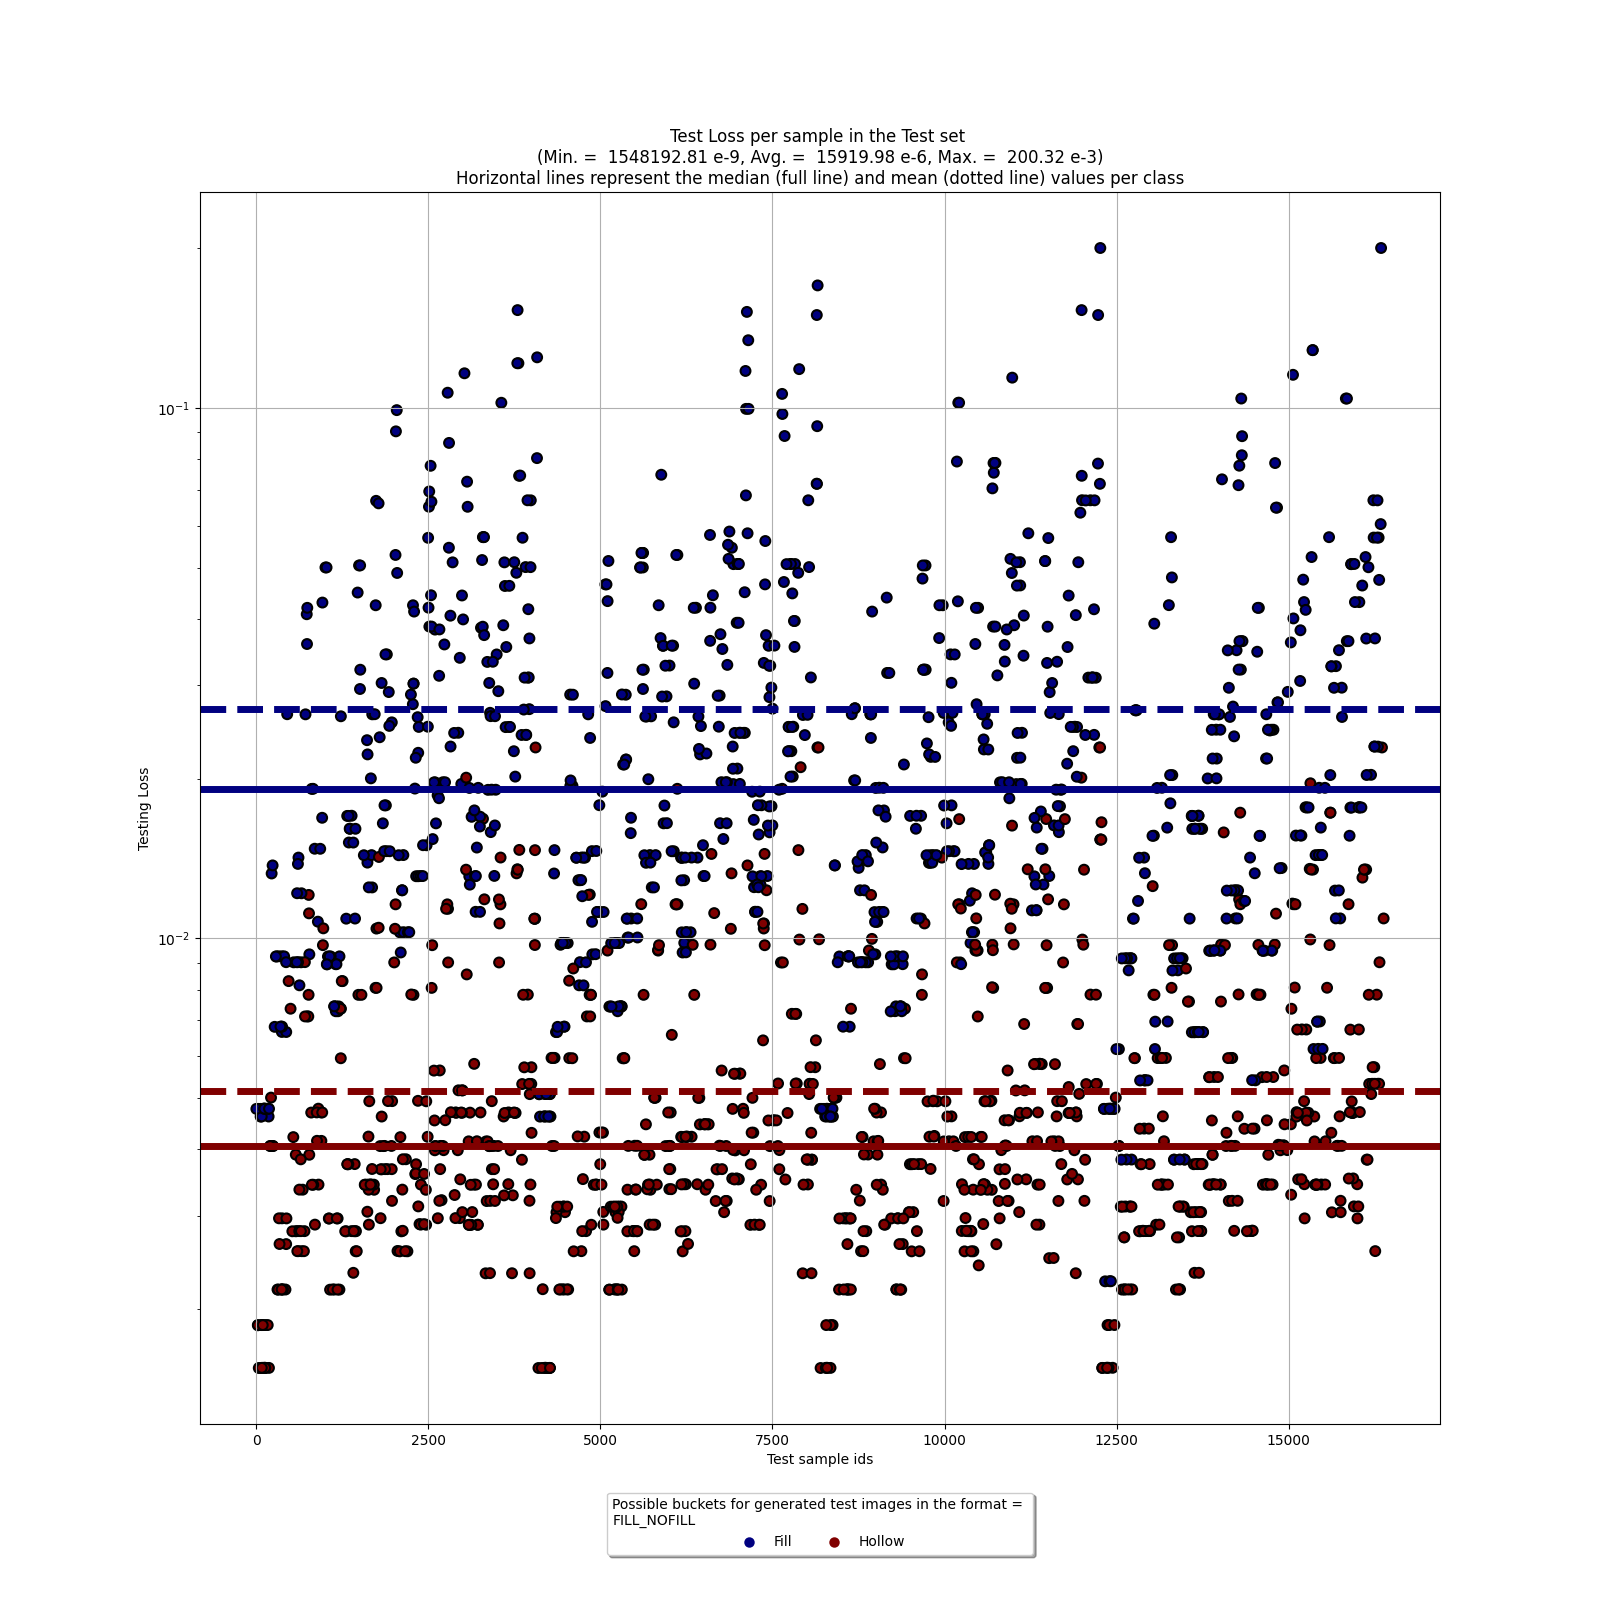 Test Loss per sample in the Test set
(Min. =  1548192.81 e-9, Avg. =  15919.98 e-6, Max. =  200.32 e-3)
Horizontal lines represent the median (full line) and mean (dotted line) values per class
Testing Loss
10⁻¹
10⁻²
0 2500 5000 7500 10000 12500 15000
Test sample ids
Possible buckets for generated test images in the format =
FILL_NOFILL
Fill Hollow